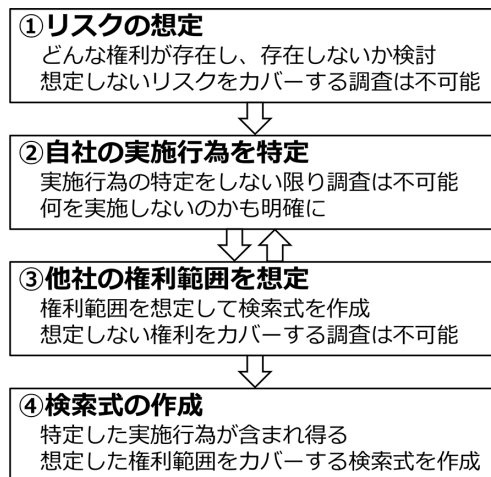 ①リスクの想定
どんな権利が存在し、存在しないか検討
想定しないリスクをカバーする調査は不可能
②自社の実施行為を特定
実施行為の特定をしない限り調査は不可能
何を実施しないのかも明確に
③他社の権利範囲を想定
権利範囲を想定して検索式を作成
想定しない権利をカバーする調査は不可能
④検索式の作成
特定した実施行為が含まれ得る
想定した権利範囲をカバーする検索式を作成